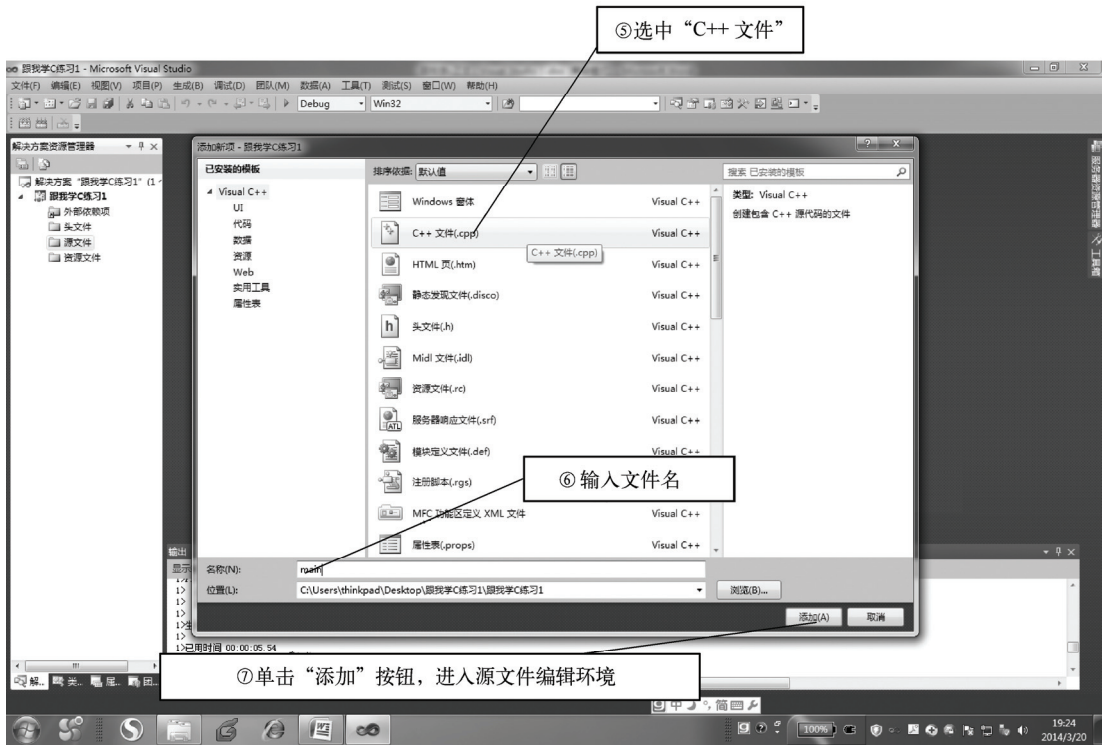 ⑤选中“C++ 文件”
跟我学C练习1 - Microsoft Visual Studio
文件(F) 编辑(E) 视图(V) 项目(P) 生成(B) 调试(D) 团队(M) 数据(A) 工具(T) 测试(S) 窗口(W) 帮助(H)
Debug Win32
解决方案资源管理器
解决方案“跟我学C练习1”(1
跟我学C练习1
外部依赖项
头文件
源文件
资源文件
添加新项 - 跟我学C练习1
已安装的模板
Visual C++
UI
代码
数据
资源
Web
实用工具
属性表
排序依据: 默认值
Windows 窗体 Visual C++
C++ 文件(.cpp) Visual C++
C++ 文件(.cpp)
HTML 页(.htm) Visual C++
静态发现文件(.disco) Visual C++
头文件(.h) Visual C++
Midl 文件(.idl) Visual C++
资源文件(.rc) Visual C++
服务器响应文件(.srf) Visual C++
模块定义文件(.def) Visual C++
注册脚本(.rgs)
MFC 功能区定义 XML 文件 Visual C++
属性表(.props) Visual C++
搜索 已安装的模板
类型: Visual C++
创建包含 C++ 源代码的文件
⑥输入文件名
名称(N): main
位置(L): C:\Users\thinkpad\Desktop\跟我学C练习1\跟我学C练习1
浏览(B)...
添加(A) 取消
输出
1>
1>
1>
1>
1>已用时间 00:00:05.54
⑦单击“添加”按钮，进入源文件编辑环境
解.. 类.. 属.. 团..
中 简
100%
19:24
2014/3/20